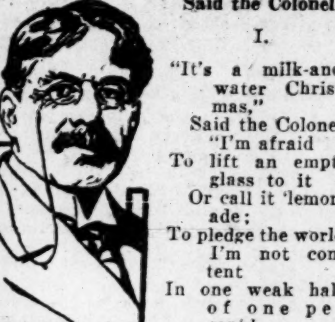 Said the Colonel
I.
"It's a milk-and
water Chris
mas,"
Said the Colone
"I'm afraid
To lift an empt
glass to it
Or call it 'lemon
ade;
To pledge the world
I'm not con
tent
In one weak hal
of one pe